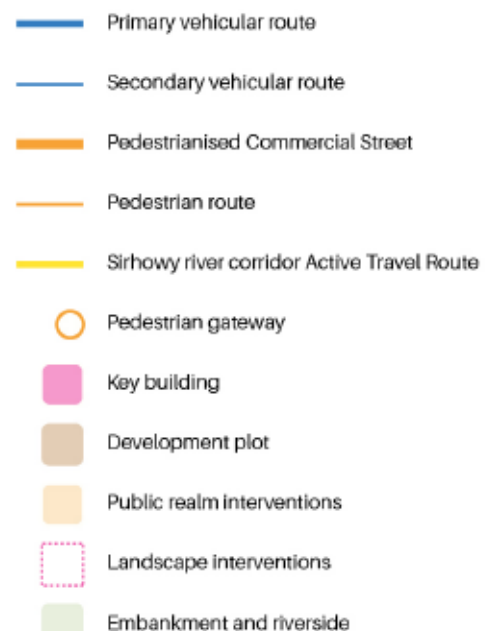 Primary vehicular route
Secondary vehicular route
Pedestrianised Commercial Street
Pedestrian route
Sirhowy river corridor Active Travel Route
Pedestrian gateway
Key building
Development plot
Public realm interventions
Landscape interventions
Embankment and riverside